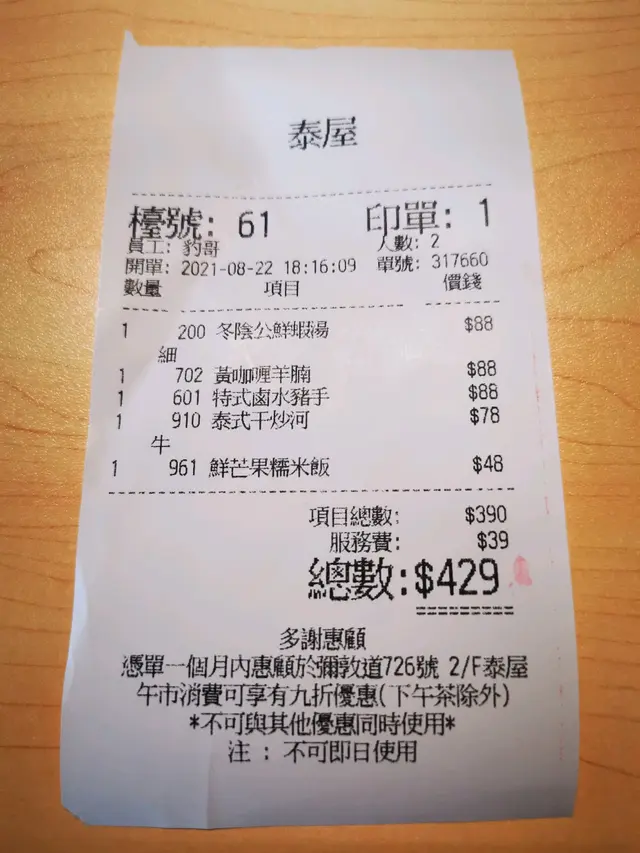 泰屋
檯號: 61 印單: 1
員工: 豹哥 人數: 2
開單: 2021-08-22 18:16:09 單號: 317660
數量 項目 價錢
1 200 冬陰公鮮蝦湯 $88
細
1 702 黃咖喱羊腩 $88
1 601 特式鹵水豬手 $88
1 910 泰式干炒河 $78
牛
1 961 鮮芒果糯米飯 $48
項目總數: $390
服務費: $39
總數: $429
多謝惠顧
憑單一個月內惠顧於彌敦道726號 2/F泰屋
午市消費可享有九折優惠(下午茶除外)
*不可與其他優惠同時使用*
注 : 不可即日使用